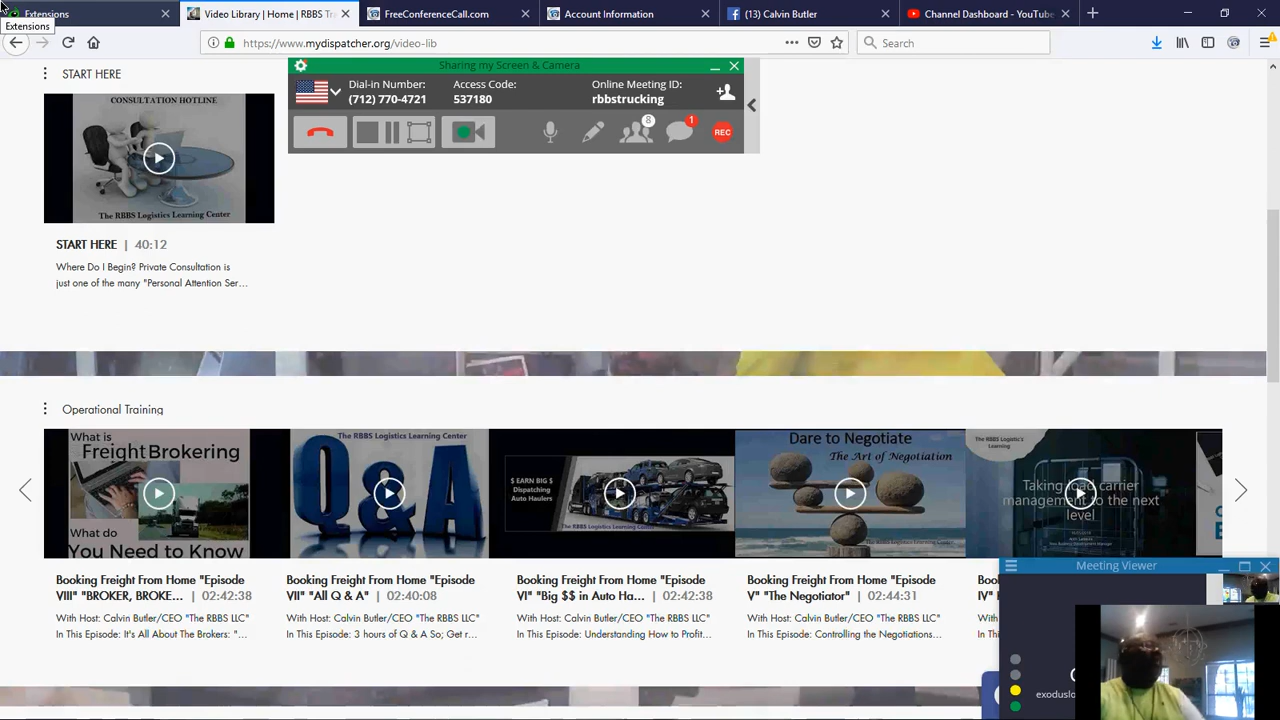 Extensions
Video Library | Home | RBBS Tr
FreeConferenceCall.com
Account Information
(13) Calvin Butler
Channel Dashboard - YouTube
Extensions
https://www.mydispatcher.org/video-lib
Search
START HERE
Sharing my Screen & Camera
Dial-in Number:
(712) 770-4721
Access Code:
537180
Online Meeting ID:
rbbstrucking
8
1
REC
CONSULTATION HOTLINE
The RBBS Logistics Learning Center
START HERE | 40:12
Where Do I Begin? Private Consultation is
just one of the many "Personal Attention Ser...
Operational Training
What is
Freight Brokering
What do
You Need to Know
The RBBS Logistics Learning Center
Q&A
$ EARN BIG $
Dispatching
Auto Haulers
The RBBS Logistics Learning Center
Dare to Negotiate
The Art of Negotiation
The RBBS Logistic's
Learning
Taking road carrier
management to the next
level
Booking Freight From Home "Episode
VIII" "BROKER, BROKE... | 02:42:38
With Host: Calvin Butler/CEO "The RBBS LLC"
In This Episode: It's All About The Brokers: "...
Booking Freight From Home "Episode
VII" "All Q & A" | 02:40:08
With Host: Calvin Butler/CEO "The RBBS LLC"
In This Episode: 3 hours of Q & A So; Get r...
Booking Freight From Home "Episode
VI" "Big $$ in Auto Ha... | 02:42:38
With Host: Calvin Butler/CEO "The RBBS LLC"
In This Episode: Understanding How to Profit...
Booking Freight From Home "Episode
V" "The Negotiator" | 02:44:31
With Host: Calvin Butler/CEO "The RBBS LLC"
In This Episode: Controlling the Negotiations...
Boo
IV"
With
In Thi
Meeting Viewer
exoduslo